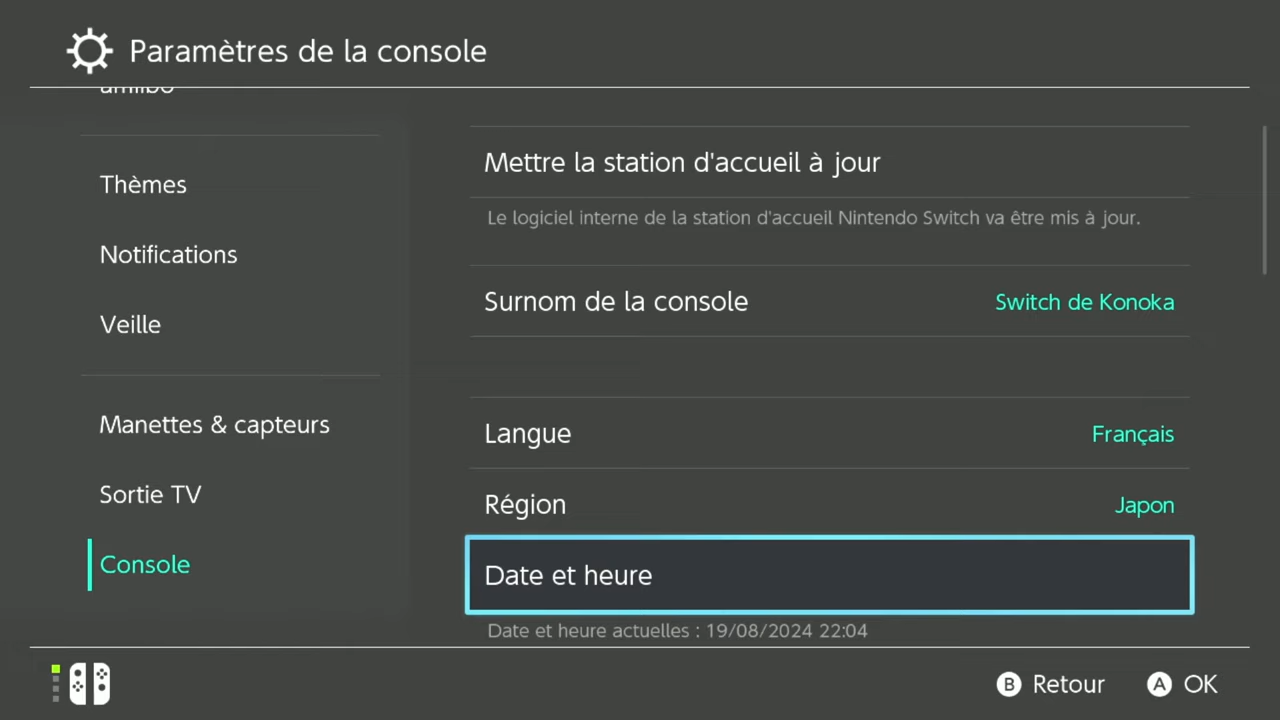 Paramètres de la console
amiibo
Thèmes
Notifications
Veille
Manettes & capteurs
Sortie TV
Console
Mettre la station d'accueil à jour
Le logiciel interne de la station d'accueil Nintendo Switch va être mis à jour.
Surnom de la console Switch de Konoka
Langue Français
Région Japon
Date et heure
Date et heure actuelles : 19/08/2024 22:04
B Retour A OK